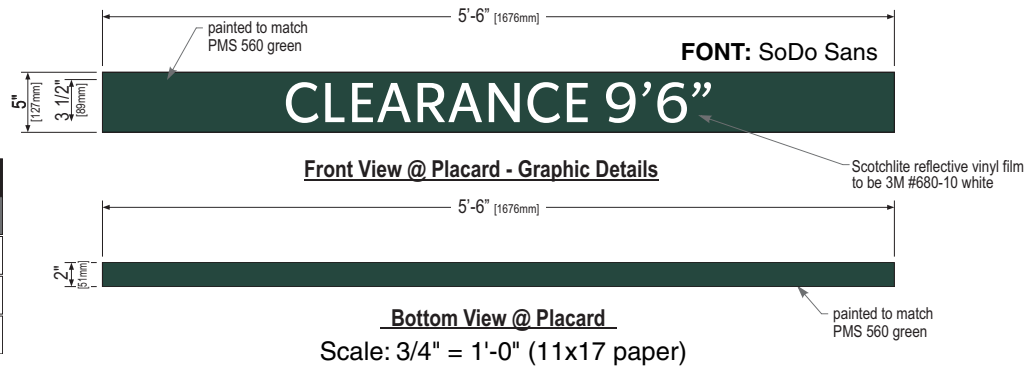 5'-6” [1676mm]
painted to match
PMS 560 green
FONT: SoDo Sans
5"
[127mm]
3 1/2"
[89mm]
CLEARANCE 9’6”
Front View @ Placard - Graphic Details
Scotchlite reflective vinyl film
to be 3M #680-10 white
5'-6” [1676mm]
2"
[51mm]
Bottom View @ Placard
painted to match
PMS 560 green
Scale: 3/4" = 1'-0" (11x17 paper)